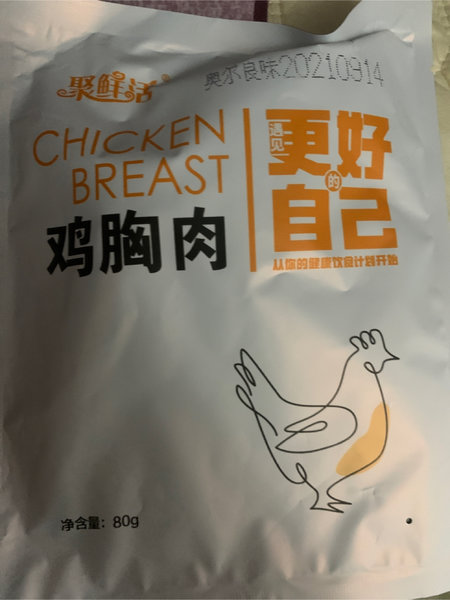 聚鲜活®
奥尔良味20210914
CHICKEN
BREAST
鸡胸肉
遇见
更好
的
自己
从你的健康饮食计划开始
净含量：80g